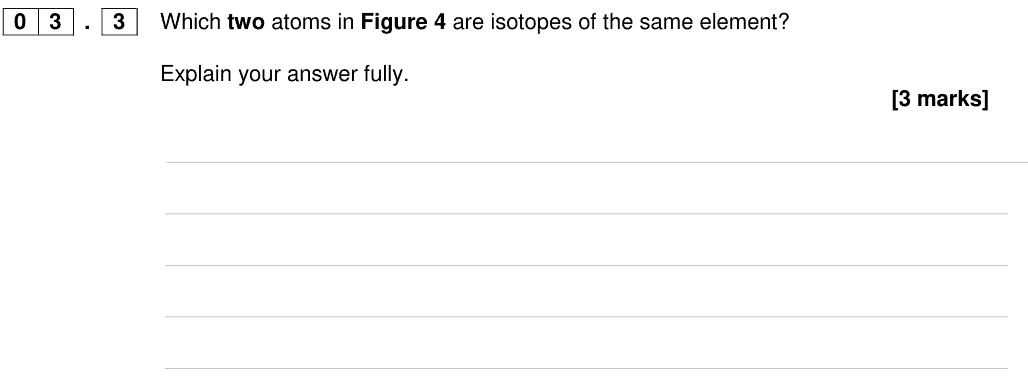 0 3 . 3 Which two atoms in Figure 4 are isotopes of the same element?
Explain your answer fully.
[3 marks]